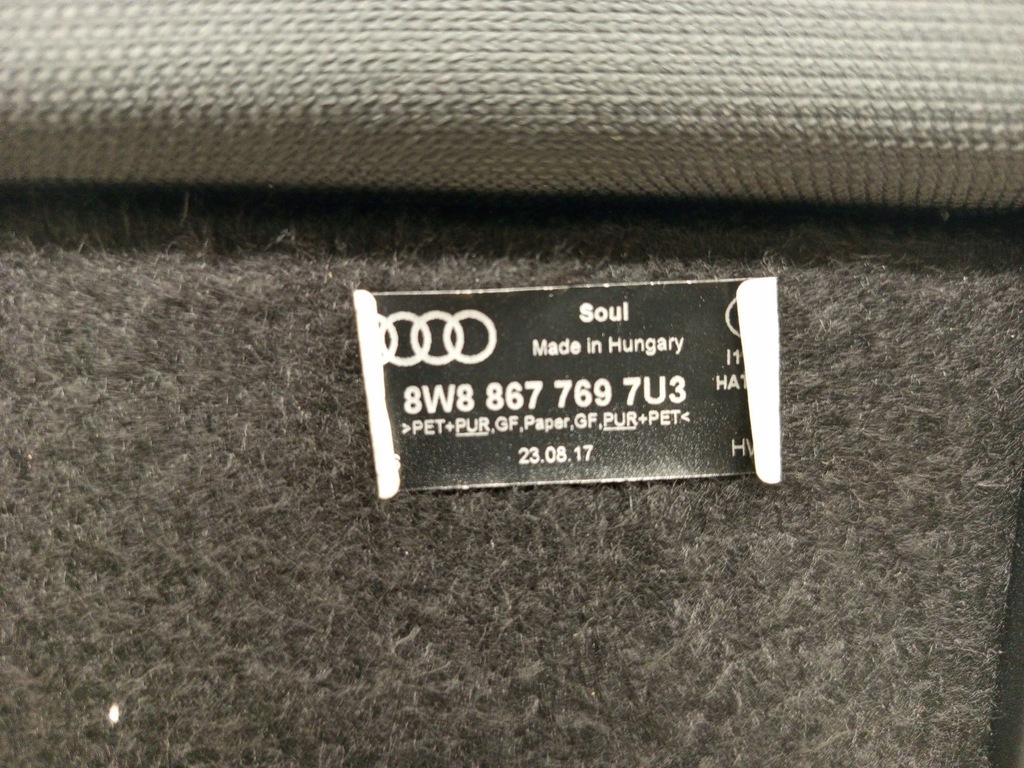 Soul
Made in Hungary
8W8 867 769 7U3
>PET+PUR,GF,Paper,GF,PUR+PET<
23.08.17